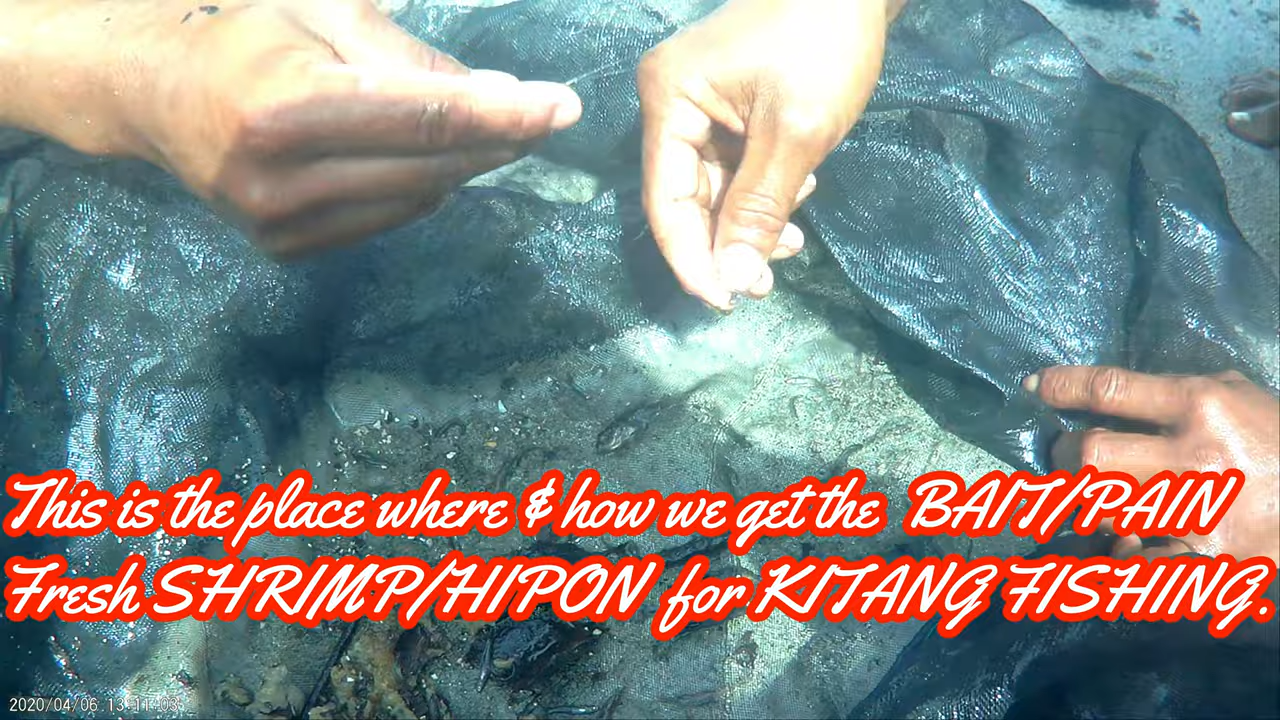 This is the place where & how we get the BAIT/PAIN
Fresh SHRIMP/HIPON for KITANG FISHING.
2020/04/06 13:11:03